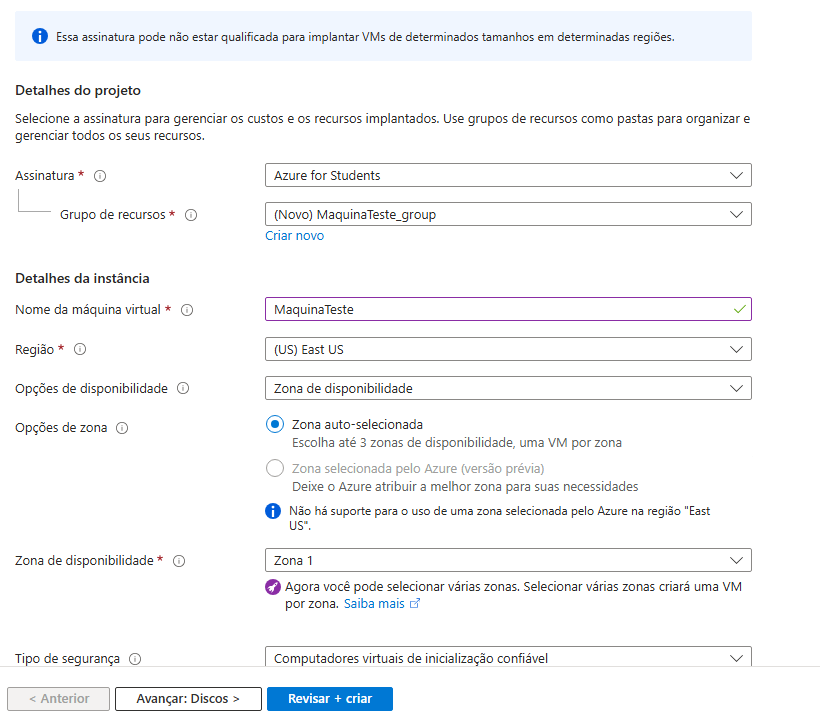 Essa assinatura pode não estar qualificada para implantar VMs de determinados tamanhos em determinadas regiões.
Detalhes do projeto
Selecione a assinatura para gerenciar os custos e os recursos implantados. Use grupos de recursos como pastas para organizar e
gerenciar todos os seus recursos.
Assinatura *
Azure for Students
Grupo de recursos *
(Novo) MaquinaTeste_group
Criar novo
Detalhes da instância
Nome da máquina virtual *
MaquinaTeste
Região *
(US) East US
Opções de disponibilidade
Zona de disponibilidade
Opções de zona
Zona auto-selecionada
Escolha até 3 zonas de disponibilidade, uma VM por zona
Zona selecionada pelo Azure (versão prévia)
Deixe o Azure atribuir a melhor zona para suas necessidades
Não há suporte para o uso de uma zona selecionada pelo Azure na região "East
US".
Zona de disponibilidade *
Zona 1
Agora você pode selecionar várias zonas. Selecionar várias zonas criará uma VM
por zona. Saiba mais
Tipo de segurança
Computadores virtuais de inicialização confiável
< Anterior
Avançar: Discos >
Revisar + criar